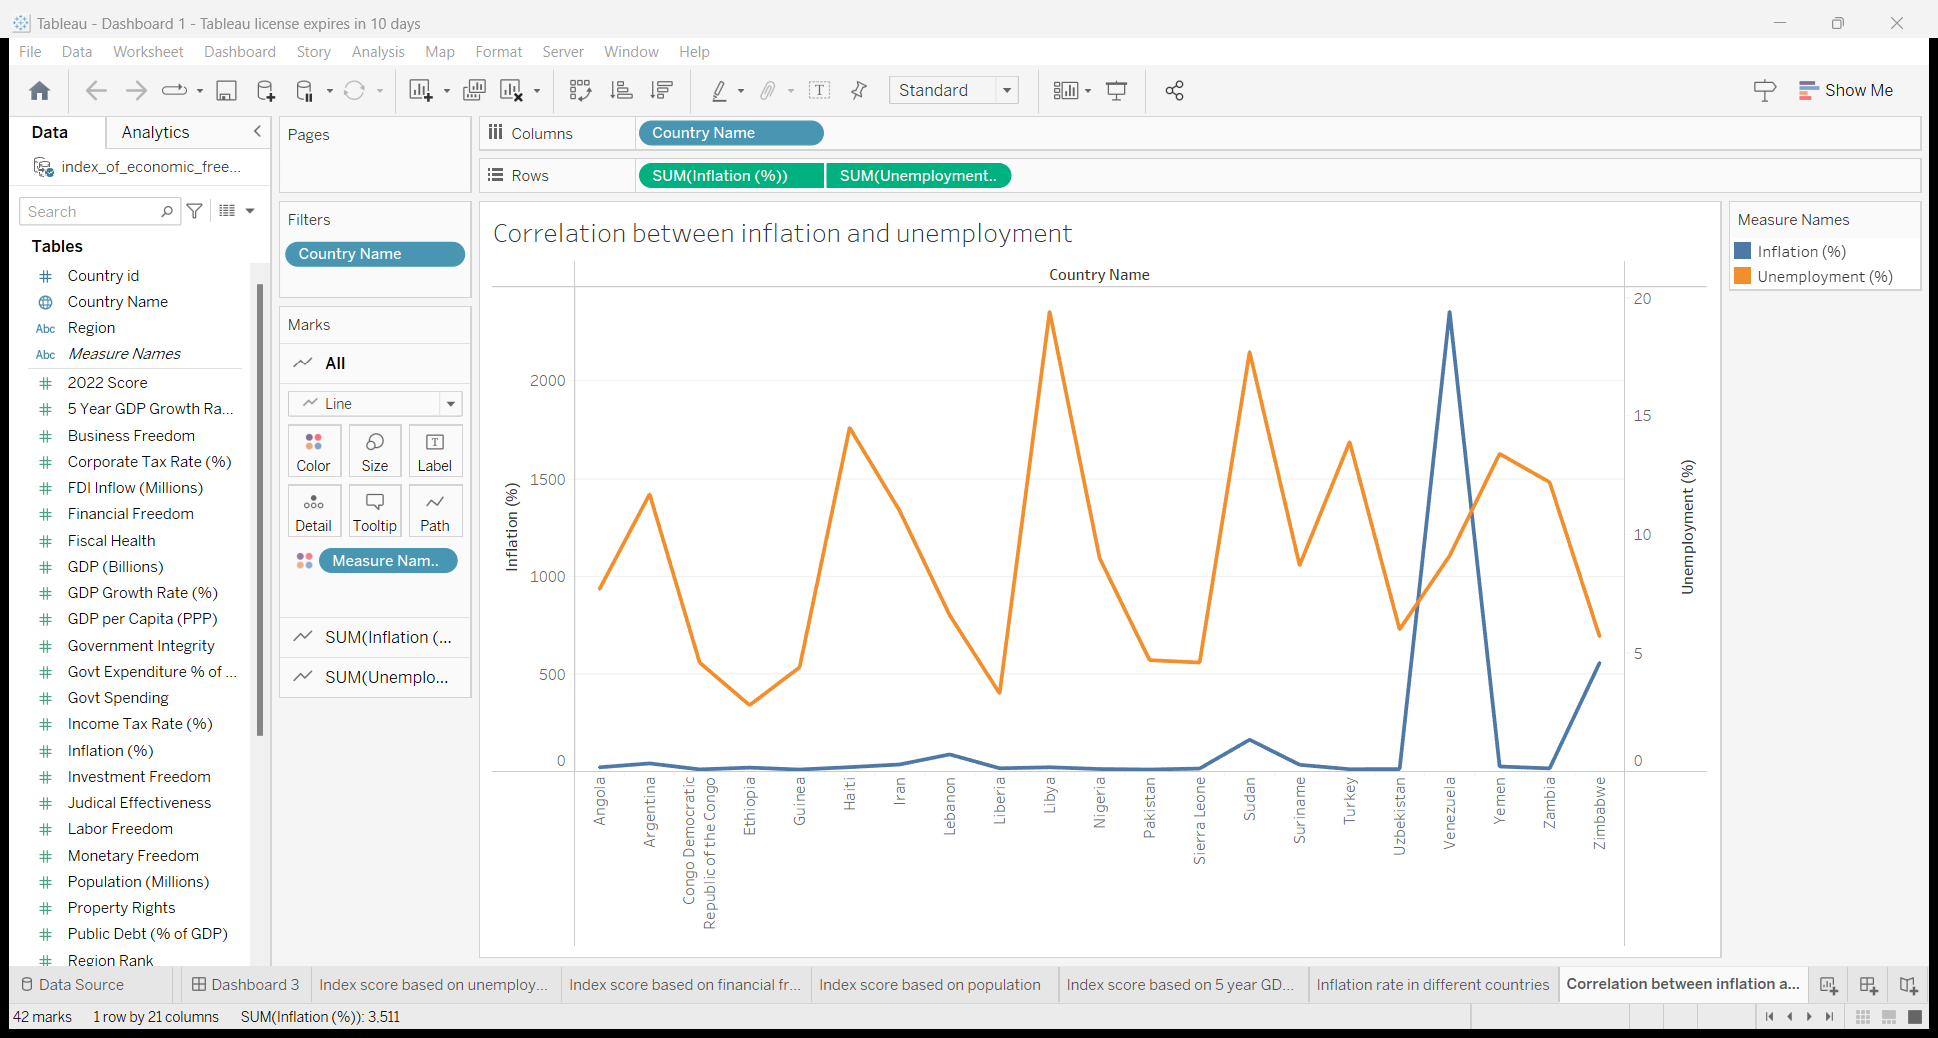 Tableau - Dashboard 1 - Tableau license expires in 10 days
File Data Worksheet Dashboard Story Analysis Map Format Server Window Help
Standard
Show Me
Data
Analytics
index_of_economic_free...
Search
Tables
Country id
Country Name
Abc Region
Abc Measure Names
2022 Score
5 Year GDP Growth Ra...
Business Freedom
Corporate Tax Rate (%)
FDI Inflow (Millions)
Financial Freedom
Fiscal Health
GDP (Billions)
GDP Growth Rate (%)
GDP per Capita (PPP)
Government Integrity
Govt Expenditure % of ...
Govt Spending
Income Tax Rate (%)
Inflation (%)
Investment Freedom
Judical Effectiveness
Labor Freedom
Monetary Freedom
Population (Millions)
Property Rights
Public Debt (% of GDP)
Region Rank
Pages
Filters
Country Name
Marks
All
Line
Color
Size
T
Label
Detail
Tooltip
Path
Measure Nam..
SUM(Inflation (...
SUM(Unemplo...
Columns
Country Name
Rows
SUM(Inflation (%))
SUM(Unemployment..
Correlation between inflation and unemployment
Country Name
Inflation (%)
2000
1500
1000
500
0
20
15
10
5
0
Unemployment (%)
Angola
Argentina
Congo Democratic
Republic of the Congo
Ethiopia
Guinea
Haiti
Iran
Lebanon
Liberia
Libya
Nigeria
Pakistan
Sierra Leone
Sudan
Suriname
Turkey
Uzbekistan
Venezuela
Yemen
Zambia
Zimbabwe
Measure Names
Inflation (%)
Unemployment (%)
Data Source
Dashboard 3
Index score based on unemploy...
Index score based on financial fr...
Index score based on population
Index score based on 5 year GD...
Inflation rate in different countries
Correlation between inflation a...
42 marks
1 row by 21 columns
SUM(Inflation (%)): 3,511